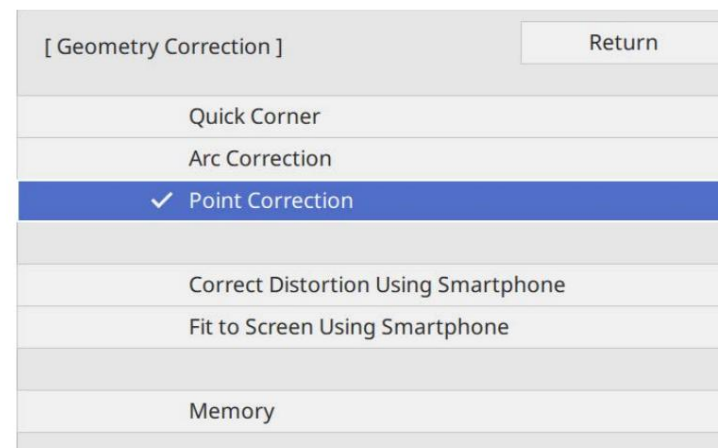 [ Geometry Correction ]
Return
Quick Corner
Arc Correction
Point Correction
Correct Distortion Using Smartphone
Fit to Screen Using Smartphone
Memory